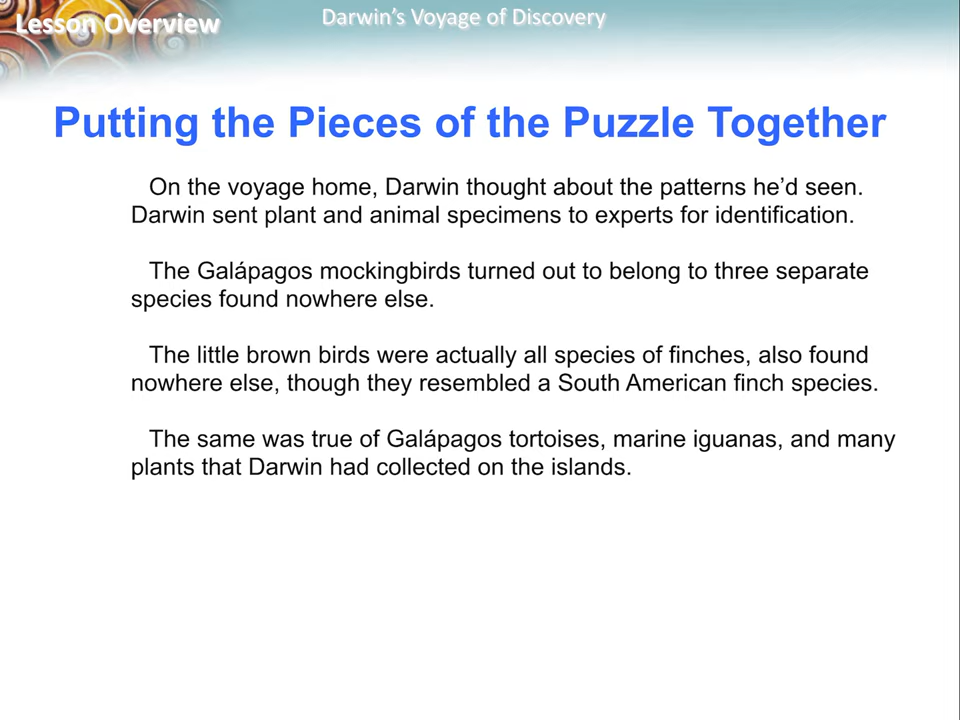 Lesson Overview
Darwin’s Voyage of Discovery
Putting the Pieces of the Puzzle Together
On the voyage home, Darwin thought about the patterns he’d seen.
Darwin sent plant and animal specimens to experts for identification.
The Galápagos mockingbirds turned out to belong to three separate
species found nowhere else.
The little brown birds were actually all species of finches, also found
nowhere else, though they resembled a South American finch species.
The same was true of Galápagos tortoises, marine iguanas, and many
plants that Darwin had collected on the islands.